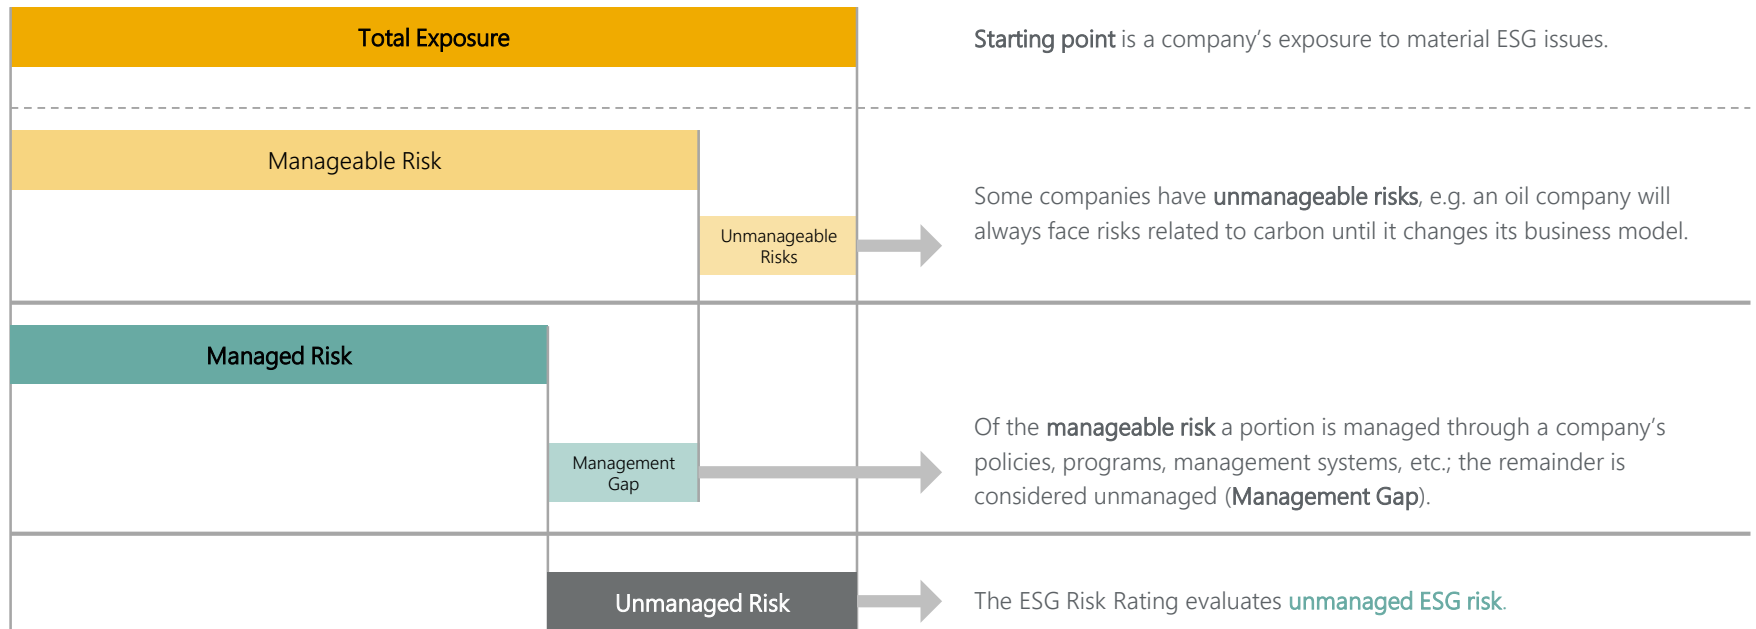 Total Exposure
Starting point is a company’s exposure to material ESG issues.
Manageable Risk
Unmanageable
Risks
Some companies have unmanageable risks, e.g. an oil company will
always face risks related to carbon until it changes its business model.
Managed Risk
Management
Gap
Of the manageable risk a portion is managed through a company’s
policies, programs, management systems, etc.; the remainder is
considered unmanaged (Management Gap).
Unmanaged Risk
The ESG Risk Rating evaluates unmanaged ESG risk.